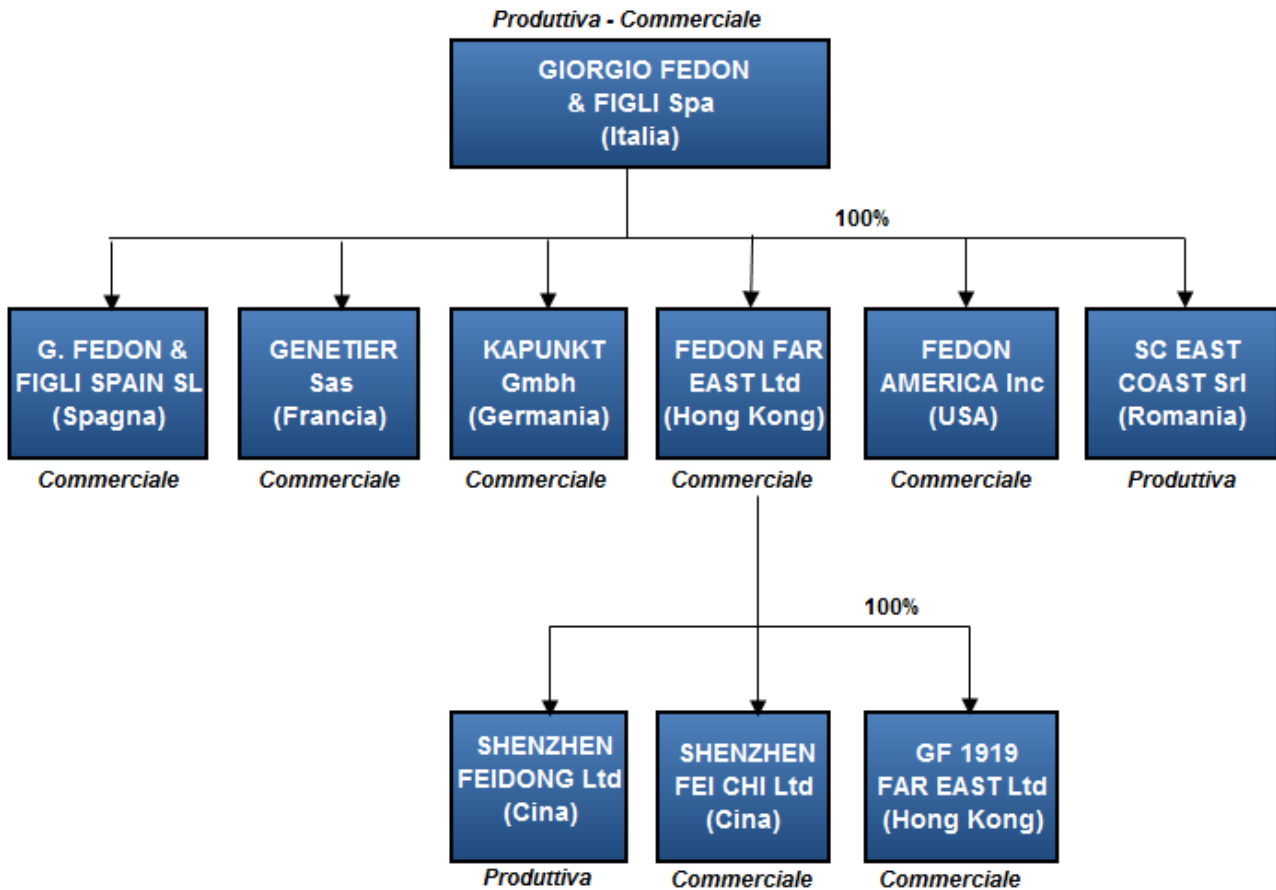 Produttiva - Commerciale
GIORGIO FEDON
& FIGLI Spa
(Italia)
100%
G. FEDON &
FIGLI SPAIN SL
(Spagna)
Commerciale
GENETIER
Sas
(Francia)
Commerciale
KAPUNKT
Gmbh
(Germania)
Commerciale
FEDON FAR
EAST Ltd
(Hong Kong)
Commerciale
FEDON
AMERICA Inc
(USA)
Commerciale
SC EAST
COAST Srl
(Romania)
Produttiva
100%
SHENZHEN
FEIDONG Ltd
(Cina)
Produttiva
SHENZHEN
FEI CHI Ltd
(Cina)
Commerciale
GF 1919
FAR EAST Ltd
(Hong Kong)
Commerciale